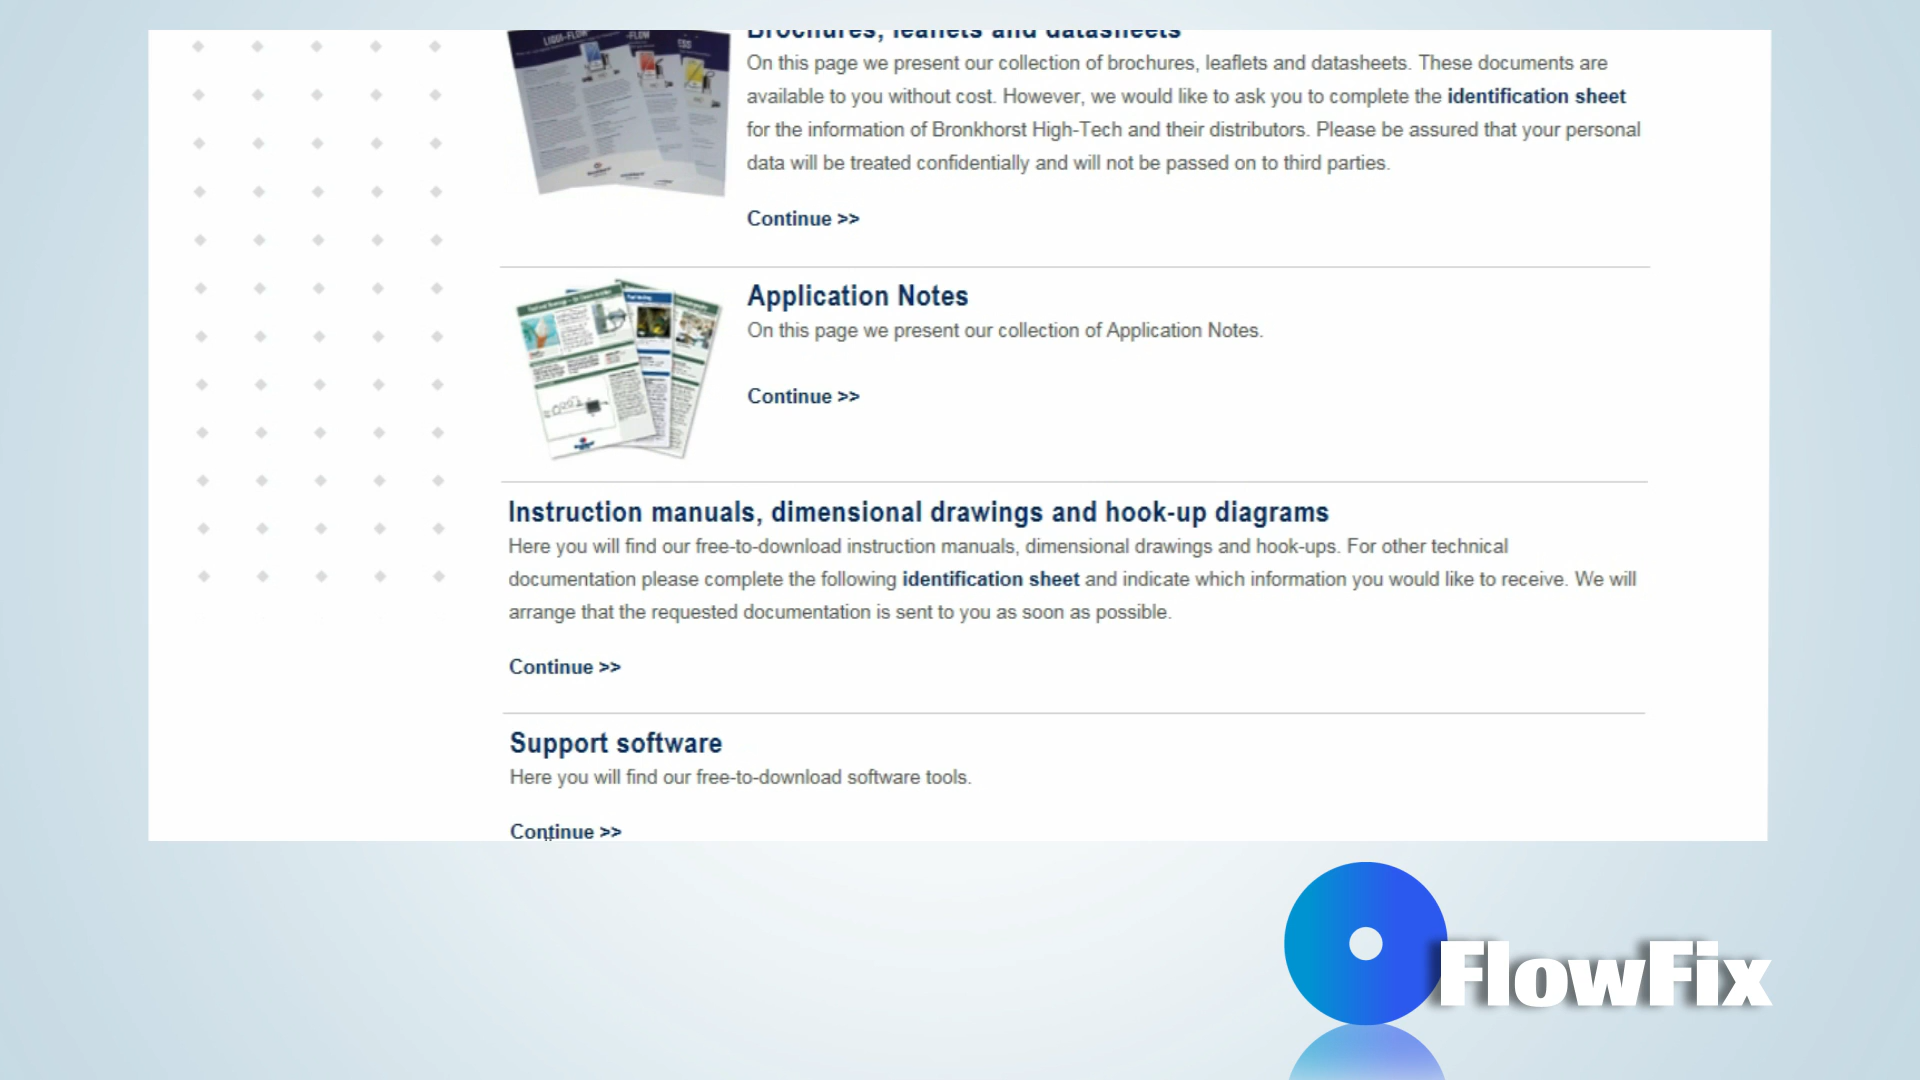 Brochures, leaflets and datasheets
On this page we present our collection of brochures, leaflets and datasheets. These documents are
available to you without cost. However, we would like to ask you to complete the identification sheet
for the information of Bronkhorst High-Tech and their distributors. Please be assured that your personal
data will be treated confidentially and will not be passed on to third parties.
Continue >>
Application Notes
On this page we present our collection of Application Notes.
Continue >>
Instruction manuals, dimensional drawings and hook-up diagrams
Here you will find our free-to-download instruction manuals, dimensional drawings and hook-ups. For other technical
documentation please complete the following identification sheet and indicate which information you would like to receive. We will
arrange that the requested documentation is sent to you as soon as possible.
Continue >>
Support software
Here you will find our free-to-download software tools.
Continue >>
FlowFix